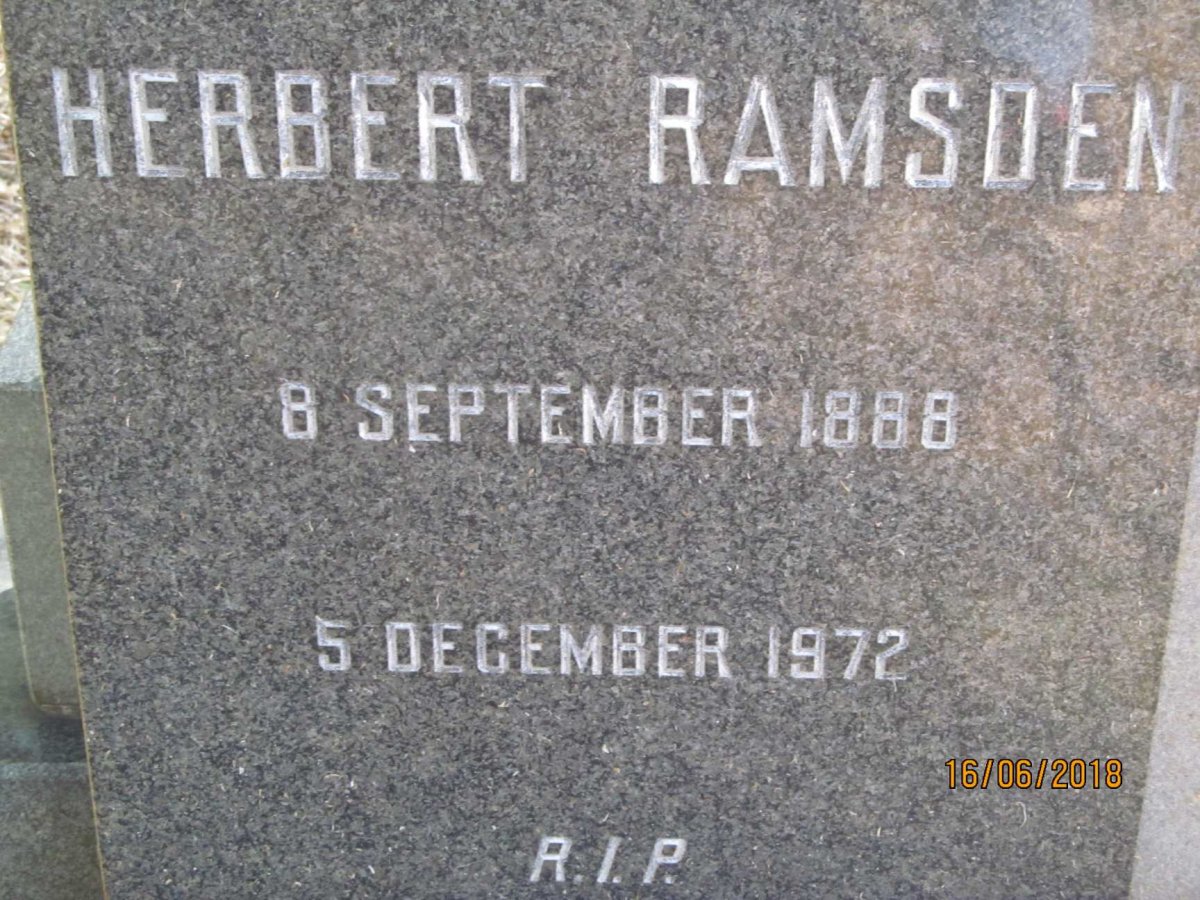 HERBERT RAMSDEN
8 SEPTEMBER 1888
5 DECEMBER 1972
16/06/2018
R.I.P.